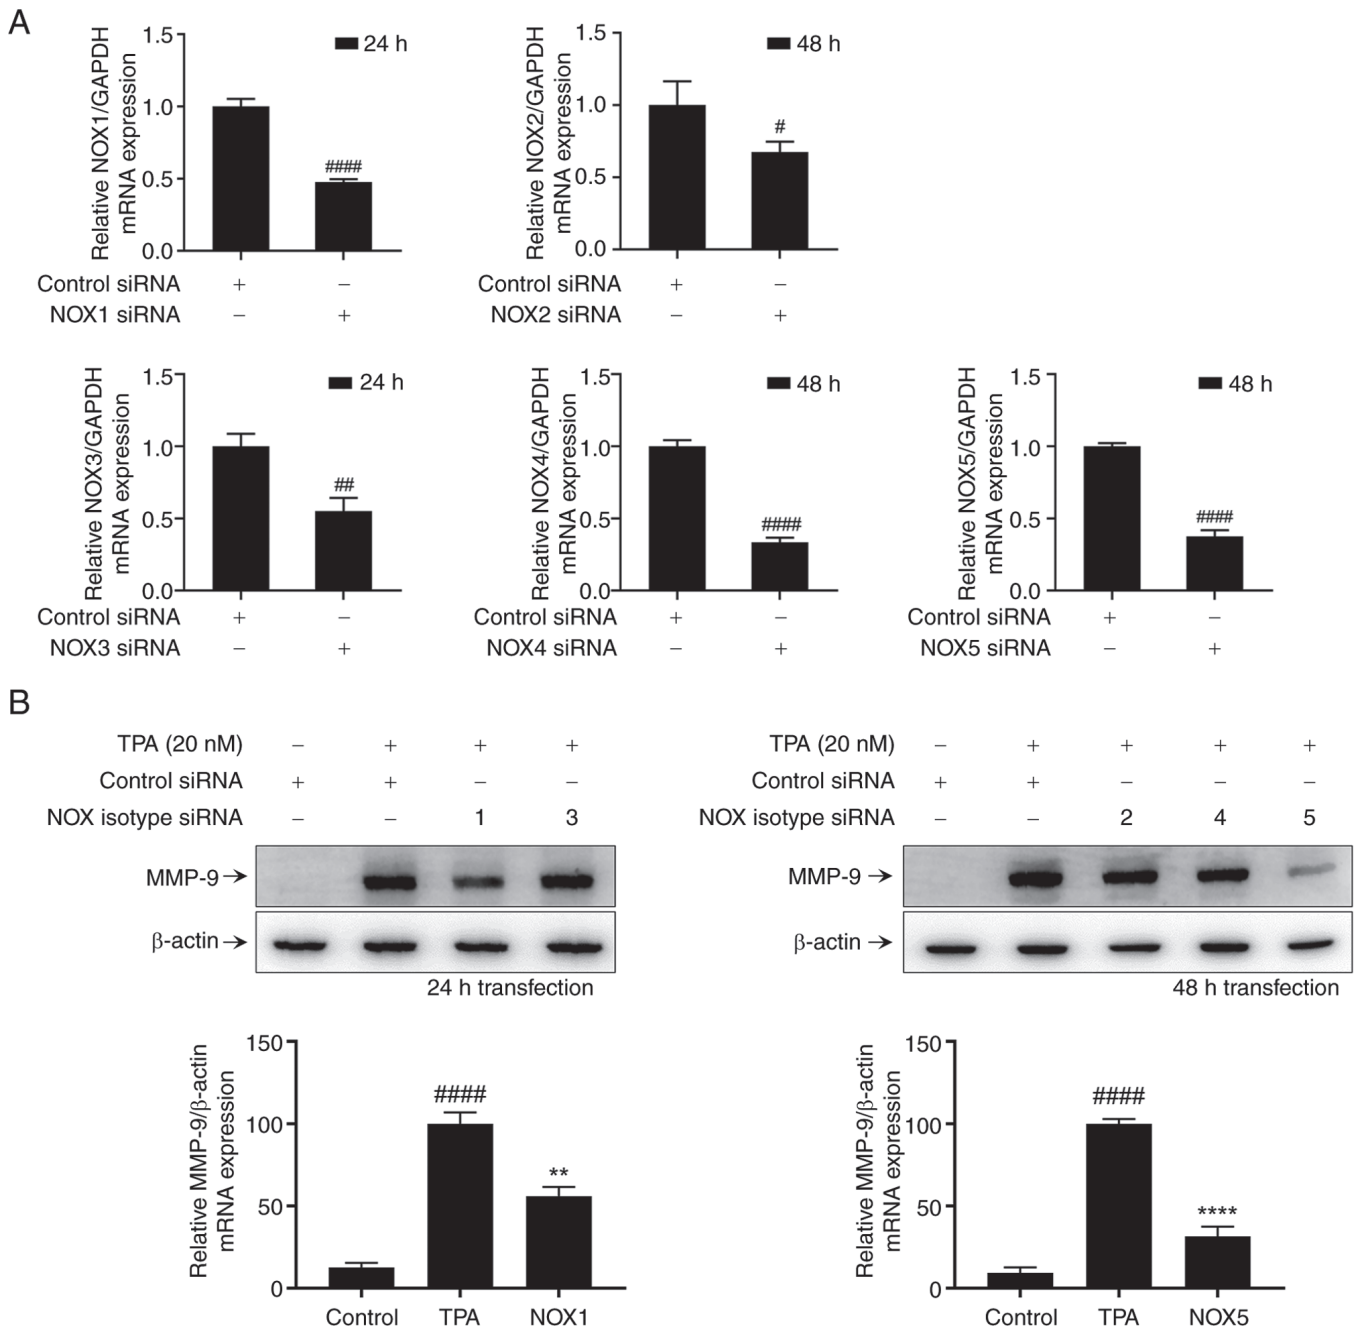 A
Relative NOX1/GAPDH
mRNA expression
1.5
1.0
0.5
0.0
24 h
####
Control siRNA + −
NOX1 siRNA − +
Relative NOX2/GAPDH
mRNA expression
1.5
1.0
0.5
0.0
48 h
#
Control siRNA + −
NOX2 siRNA − +
Relative NOX3/GAPDH
mRNA expression
1.5
1.0
0.5
0.0
24 h
##
Control siRNA + −
NOX3 siRNA − +
Relative NOX4/GAPDH
mRNA expression
1.5
1.0
0.5
0.0
48 h
####
Control siRNA + −
NOX4 siRNA − +
Relative NOX5/GAPDH
mRNA expression
1.5
1.0
0.5
0.0
48 h
####
Control siRNA + −
NOX5 siRNA − +
B
TPA (20 nM) − + + +
Control siRNA + + − −
NOX isotype siRNA − − 1 3
MMP-9
β-actin
24 h transfection
TPA (20 nM) − + + + +
Control siRNA + + − − −
NOX isotype siRNA − − 2 4 5
MMP-9
β-actin
48 h transfection
Relative MMP-9/β-actin
mRNA expression
150
100
50
0
####
**
Control TPA NOX1
Relative MMP-9/β-actin
mRNA expression
150
100
50
0
####
****
Control TPA NOX5